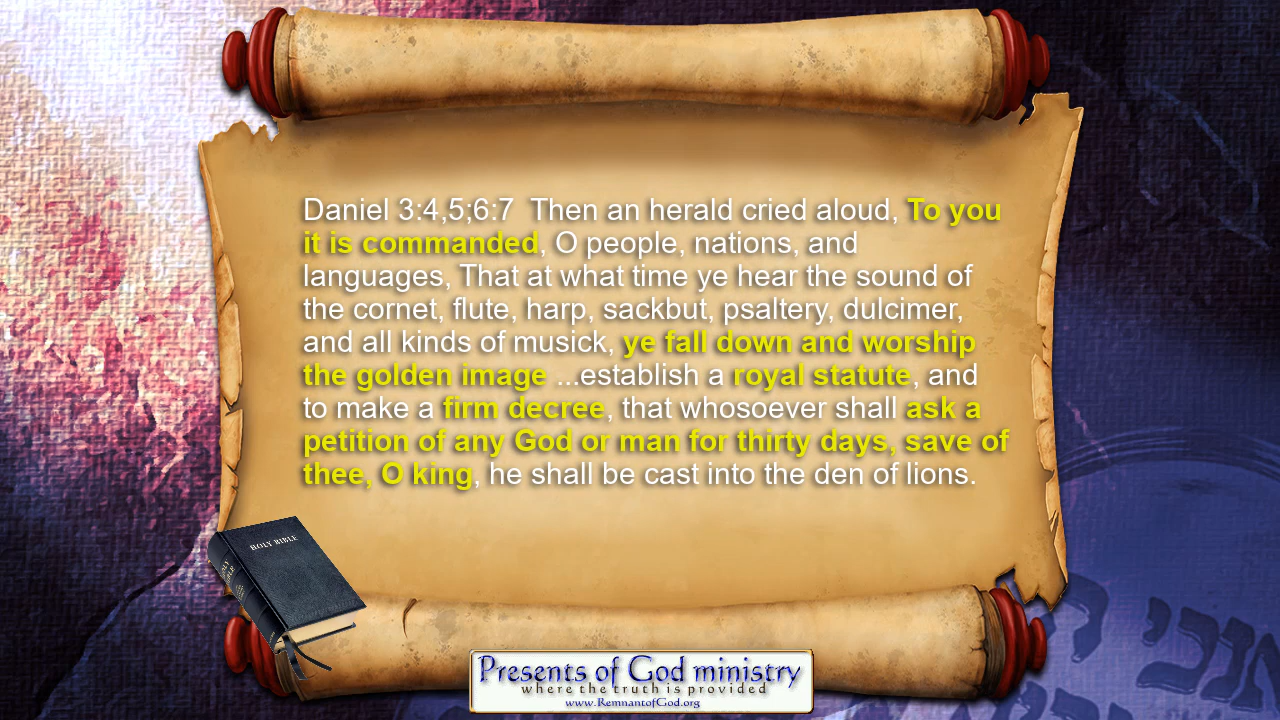 Daniel 3:4,5;6:7  Then an herald cried aloud, To you
it is commanded, O people, nations, and
languages, That at what time ye hear the sound of
the cornet, flute, harp, sackbut, psaltery, dulcimer,
and all kinds of musick, ye fall down and worship
the golden image ...establish a royal statute, and
to make a firm decree, that whosoever shall ask a
petition of any God or man for thirty days, save of
thee, O king, he shall be cast into the den of lions.
HOLY BIBLE
Presents of God ministry
where the truth is provided
www.RemnantofGod.org